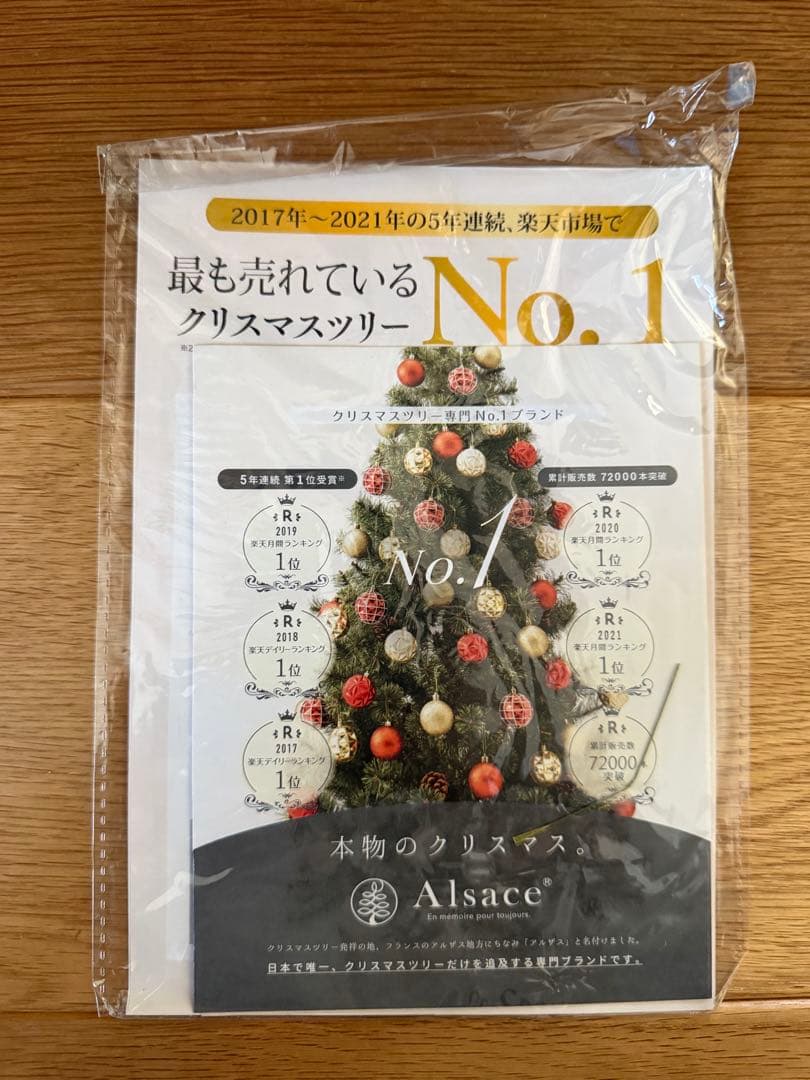 2017年～2021年の5年連続、楽天市場で
最も売れている
クリスマスツリー
No. 1
※2
クリスマスツリー専門No.1ブランド
5年連続 第1位受賞※
累計販売数 72000本突破
No.1
R
2019
楽天月間ランキング
1位
R
2020
楽天月間ランキング
1位
R
2018
楽天デイリーランキング
1位
R
2021
楽天月間ランキング
1位
R
2017
楽天デイリーランキング
1位
R
累計販売数
72000本
突破
本物のクリスマス。
Alsace®
En mémoire pour toujours.
クリスマスツリー発祥の地、フランスのアルザス地方にちなみ「アルザス」と名付けました。
日本で唯一、クリスマスツリーだけを追及する専門ブランドです。